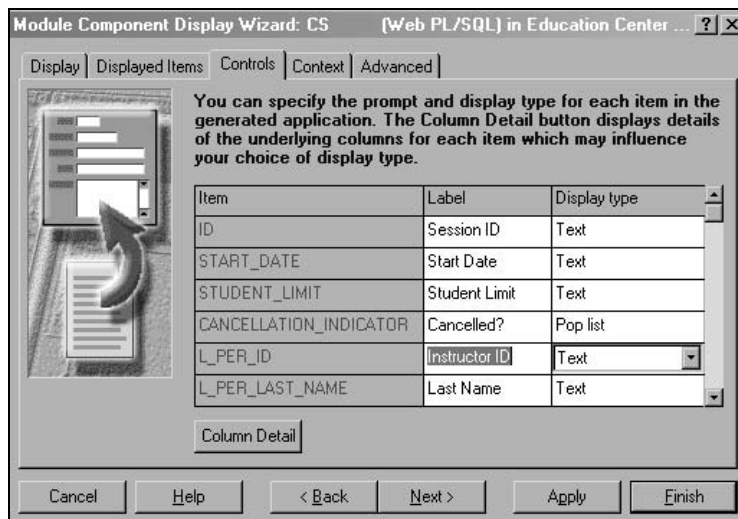 Module Component Display Wizard: CS (Web PL/SQL) in Education Center ...
Display Displayed Items Controls Context Advanced
You can specify the prompt and display type for each item in the
generated application. The Column Detail button displays details
of the underlying columns for each item which may influence
your choice of display type.
Item Label Display type
ID Session ID Text
START_DATE Start Date Text
STUDENT_LIMIT Student Limit Text
CANCELLATION_INDICATOR Cancelled? Pop list
L_PER_ID Instructor ID Text
L_PER_LAST_NAME Last Name Text
Column Detail
Cancel Help < Back Next > Apply Finish